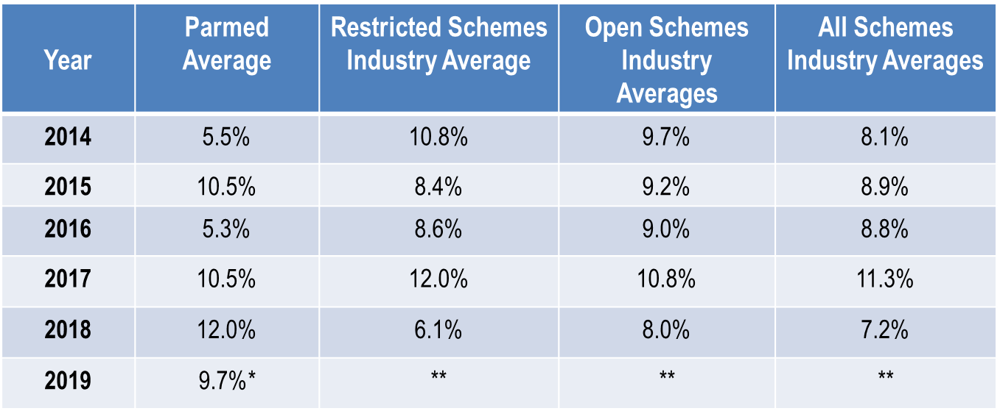 Year Parmed Average Restricted Schemes Industry Average Open Schemes Industry Averages All Schemes Industry Averages
2014 5.5% 10.8% 9.7% 8.1%
2015 10.5% 8.4% 9.2% 8.9%
2016 5.3% 8.6% 9.0% 8.8%
2017 10.5% 12.0% 10.8% 11.3%
2018 12.0% 6.1% 8.0% 7.2%
2019 9.7%* ** ** **